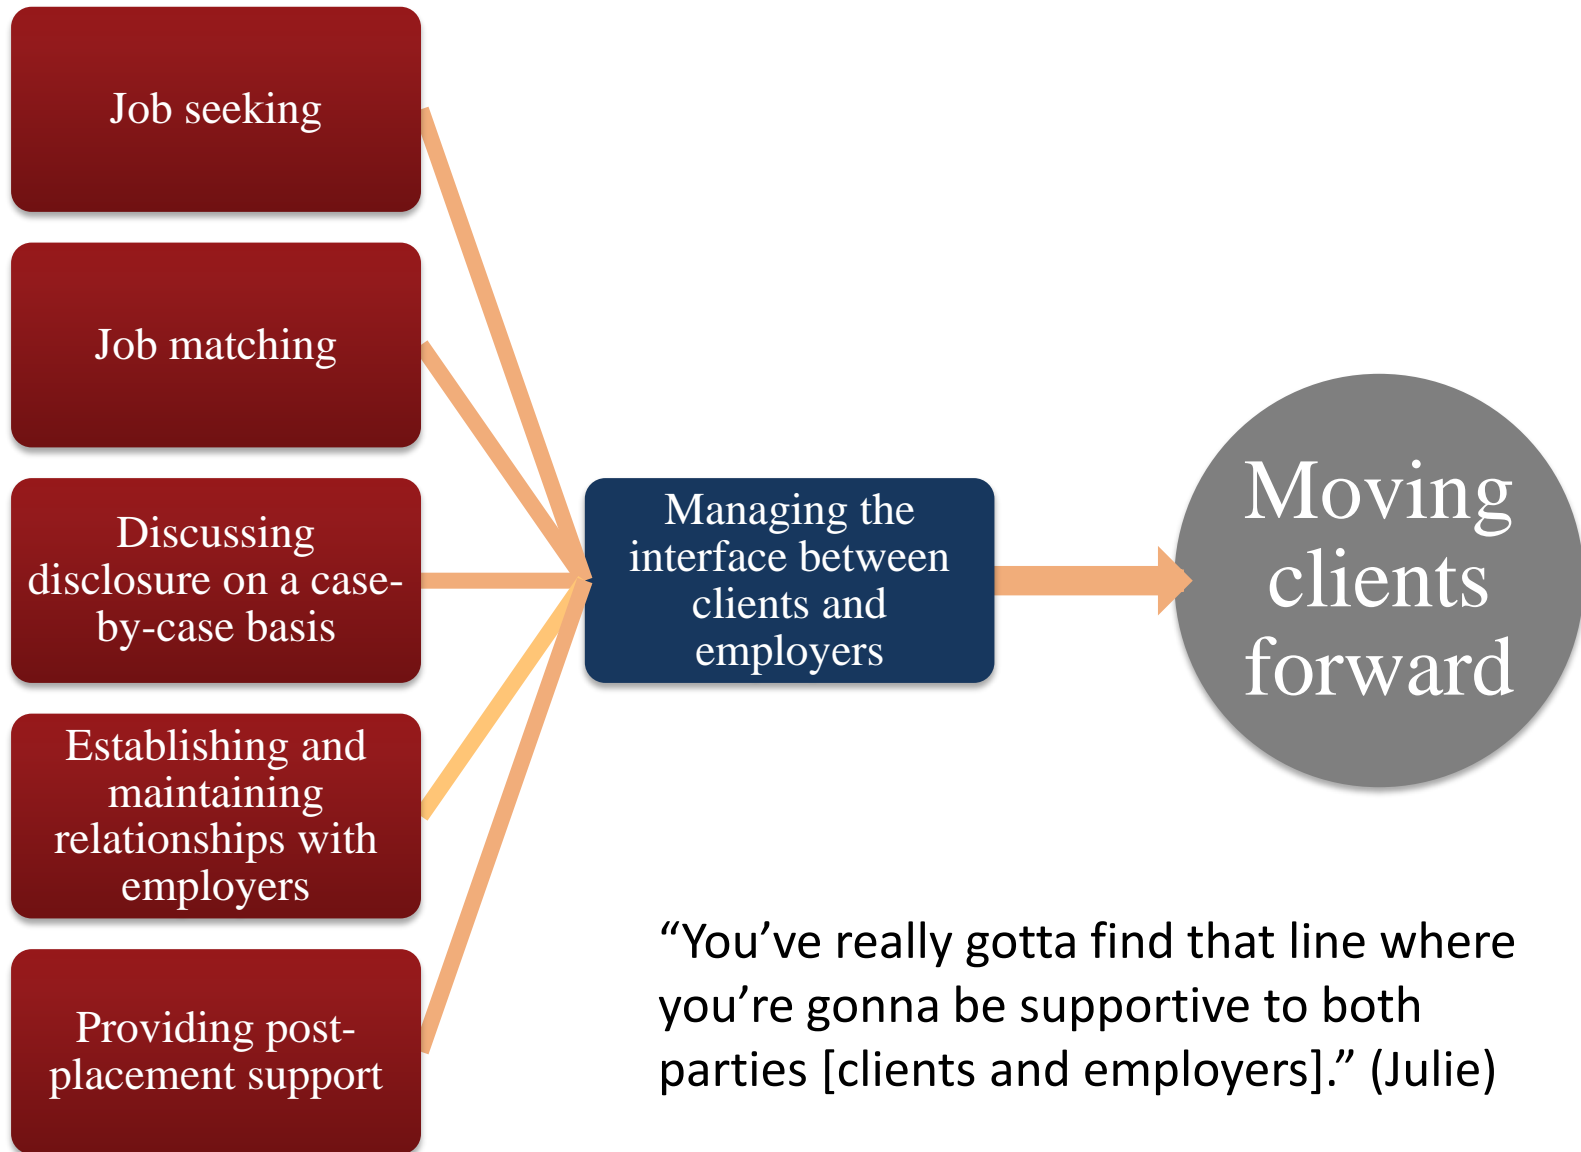 Job seeking
Job matching
Discussing
disclosure on a case-
by-case basis
Establishing and
maintaining
relationships with
employers
Providing post-
placement support
Managing the
interface between
clients and
employers
Moving
clients
forward
“You’ve really gotta find that line where
you’re gonna be supportive to both
parties [clients and employers].” (Julie)